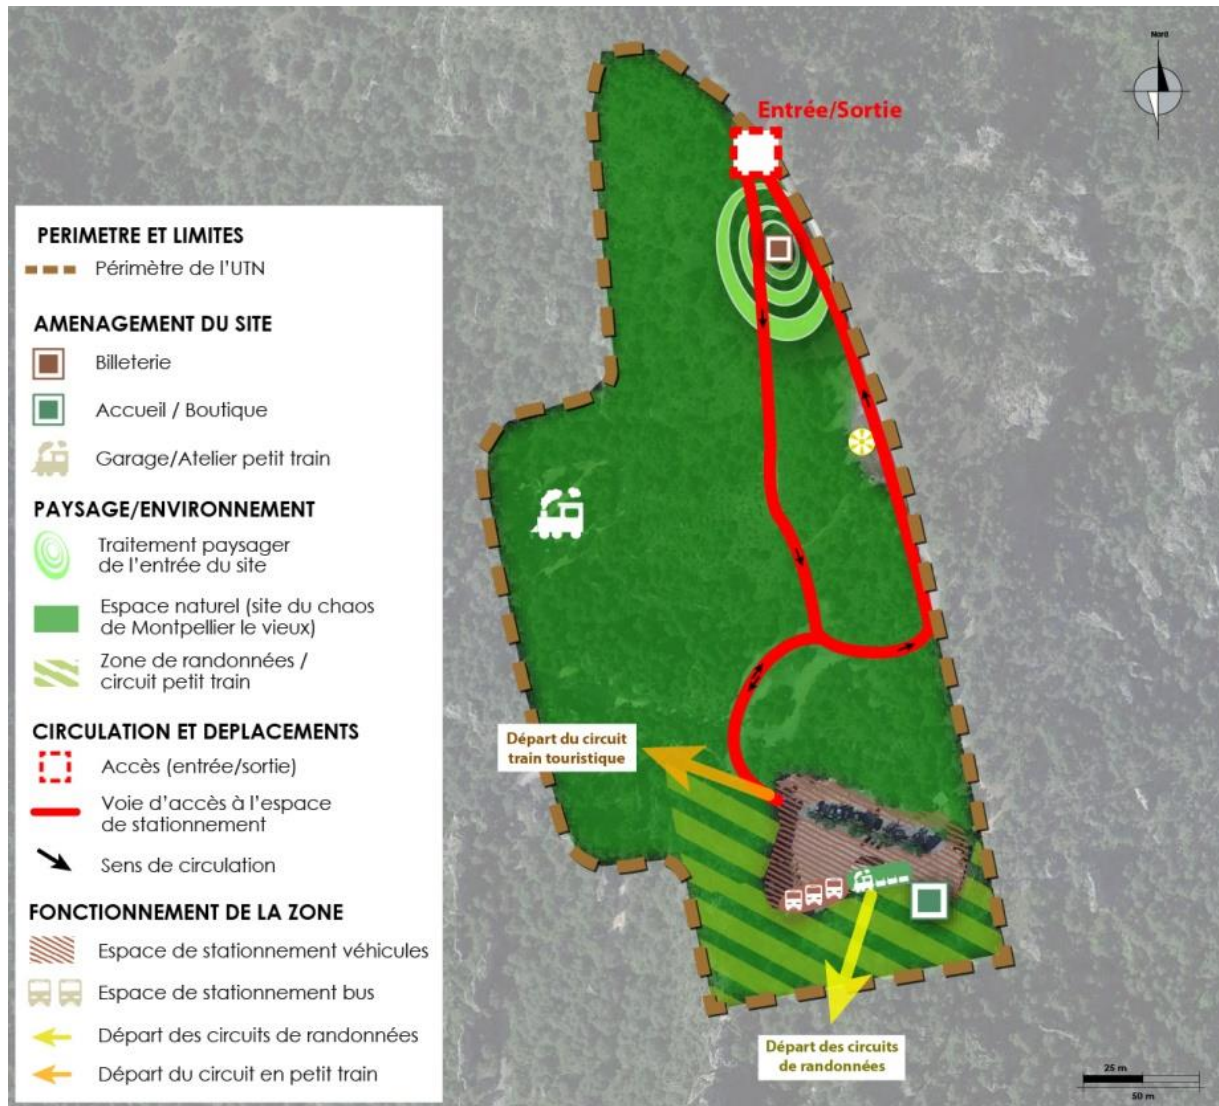 Nord
Entrée/Sortie
PERIMETRE ET LIMITES
Périmètre de l'UTN
AMENAGEMENT DU SITE
Billeterie
Accueil / Boutique
Garage/Atelier petit train
PAYSAGE/ENVIRONNEMENT
Traitement paysager
de l'entrée du site
Espace naturel (site du chaos
de Montpellier le vieux)
Zone de randonnées /
circuit petit train
CIRCULATION ET DEPLACEMENTS
Accès (entrée/sortie)
Voie d'accès à l'espace
de stationnement
Sens de circulation
FONCTIONNEMENT DE LA ZONE
Espace de stationnement véhicules
Espace de stationnement bus
Départ des circuits de randonnées
Départ du circuit en petit train
Départ du circuit
train touristique
Départ des circuits
de randonnées
25 m
50 m